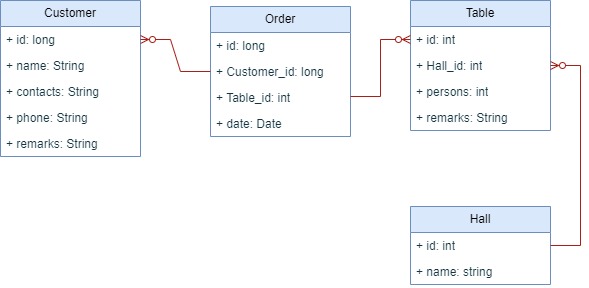 Customer
+ id: long
+ name: String
+ contacts: String
+ phone: String
+ remarks: String
Order
+ id: long
+ Customer_id: long
+ Table_id: int
+ date: Date
Table
+ id: int
+ Hall_id: int
+ persons: int
+ remarks: String
Hall
+ id: int
+ name: string